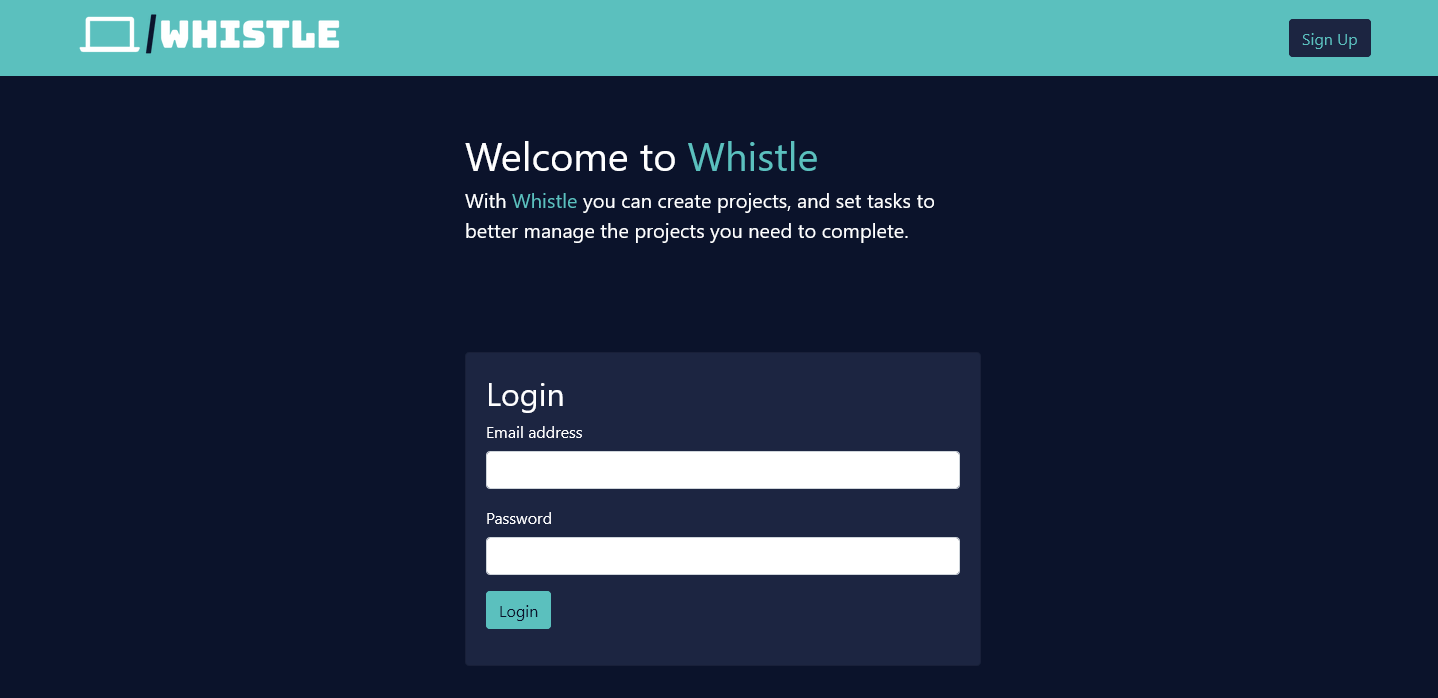 /WHISTLE
Sign Up
Welcome to Whistle
With Whistle you can create projects, and set tasks to
better manage the projects you need to complete.
Login
Email address
Password
Login